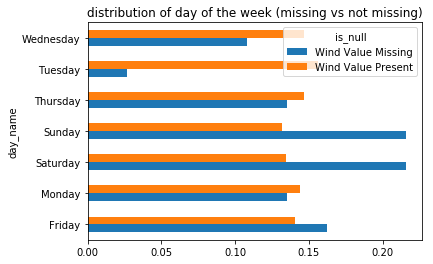 distribution of day of the week (missing vs not missing)
is_null
Wind Value Missing
Wind Value Present
day_name
Wednesday
Tuesday
Thursday
Sunday
Saturday
Monday
Friday
0.00 0.05 0.10 0.15 0.20